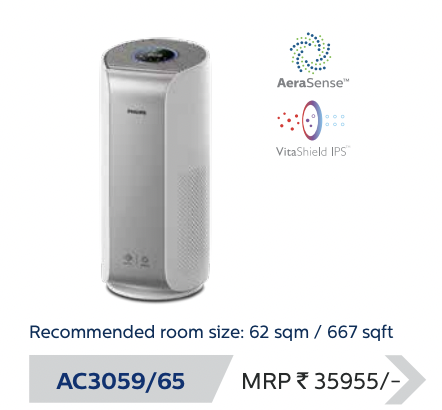 AeraSense™
PHILIPS
VitaShield IPS™
Recommended room size: 62 sqm / 667 sqft
AC3059/65
MRP ₹ 35955/-